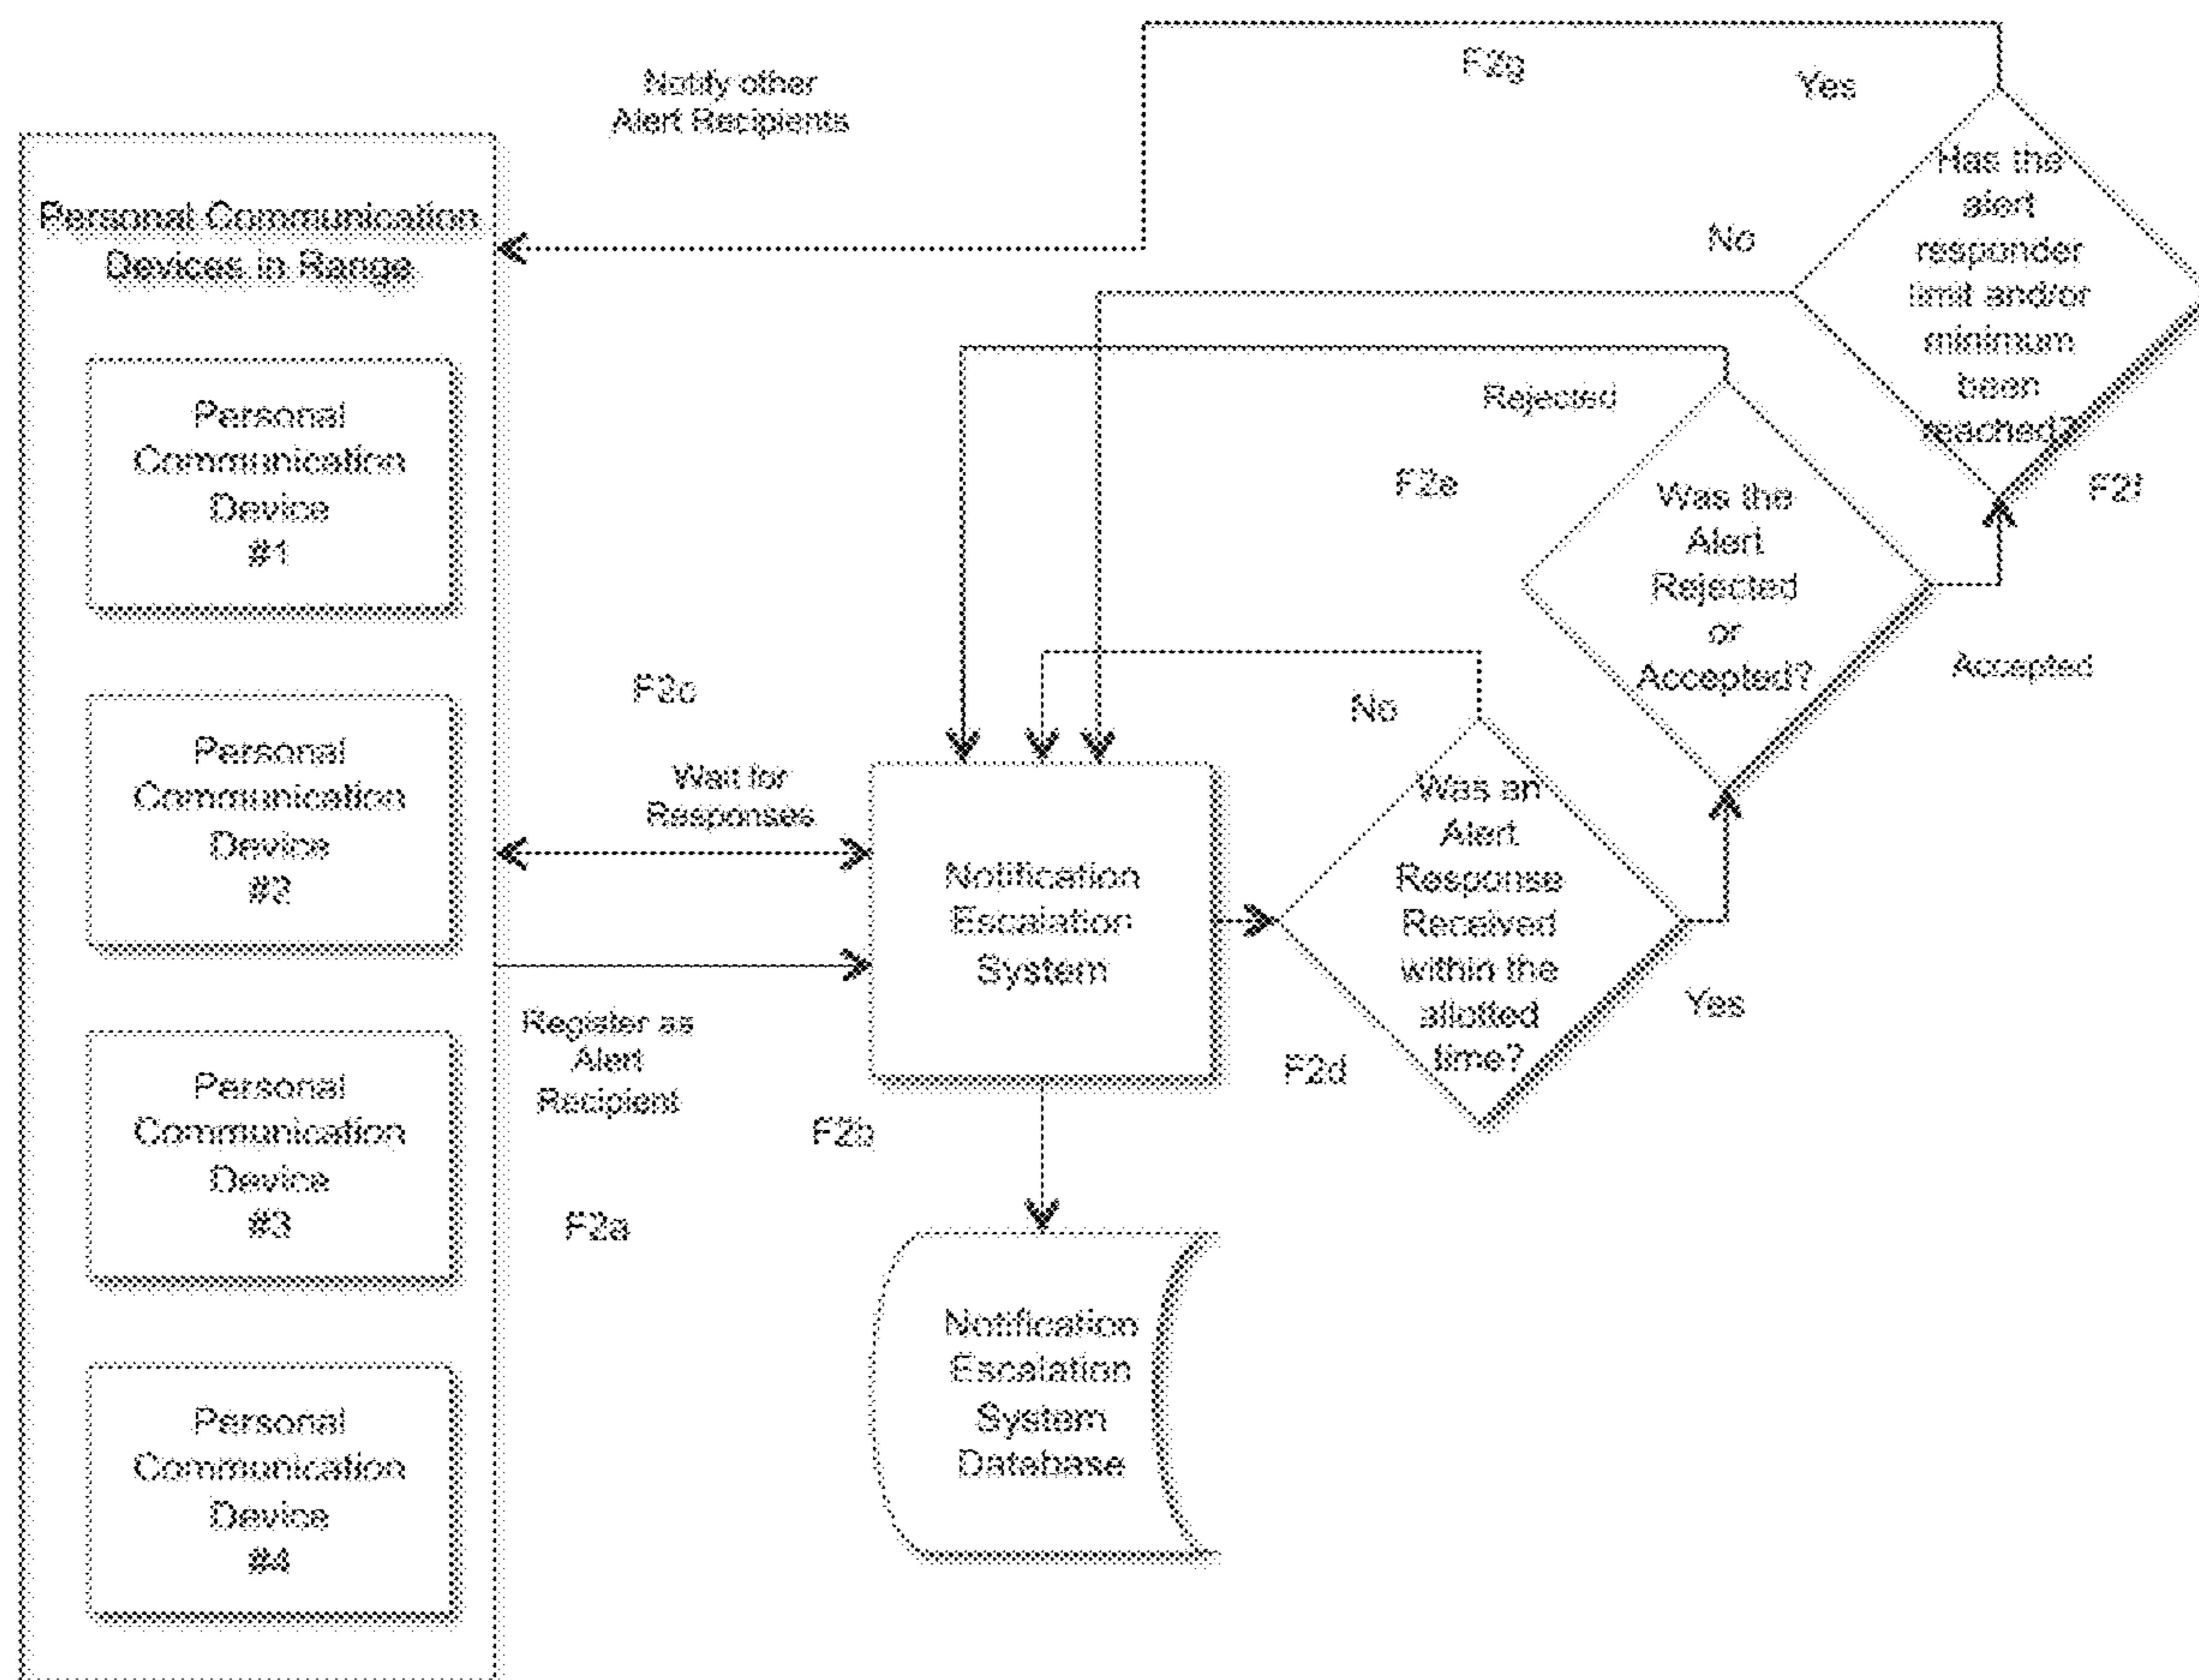 Notify other
Alert Recipients
F2g
Yes
Personal Communication
Devices in Range
No
Has the
alert
responder
limit and/or
minimum
been
reached?
F2f
Personal
Communication
Device
#1
Rejected
F2e
Was the
Alert
Rejected
or
Accepted?
Accepted
Personal
Communication
Device
#2
F2c
Wait for
Responses
No
Notification
Escalation
System
Was an
Alert
Response
Received
within the
allotted
time?
Yes
F2d
Register as
Alert
Recipient
F2b
F2a
Personal
Communication
Device
#3
Notification
Escalation
System
Database
Personal
Communication
Device
#4